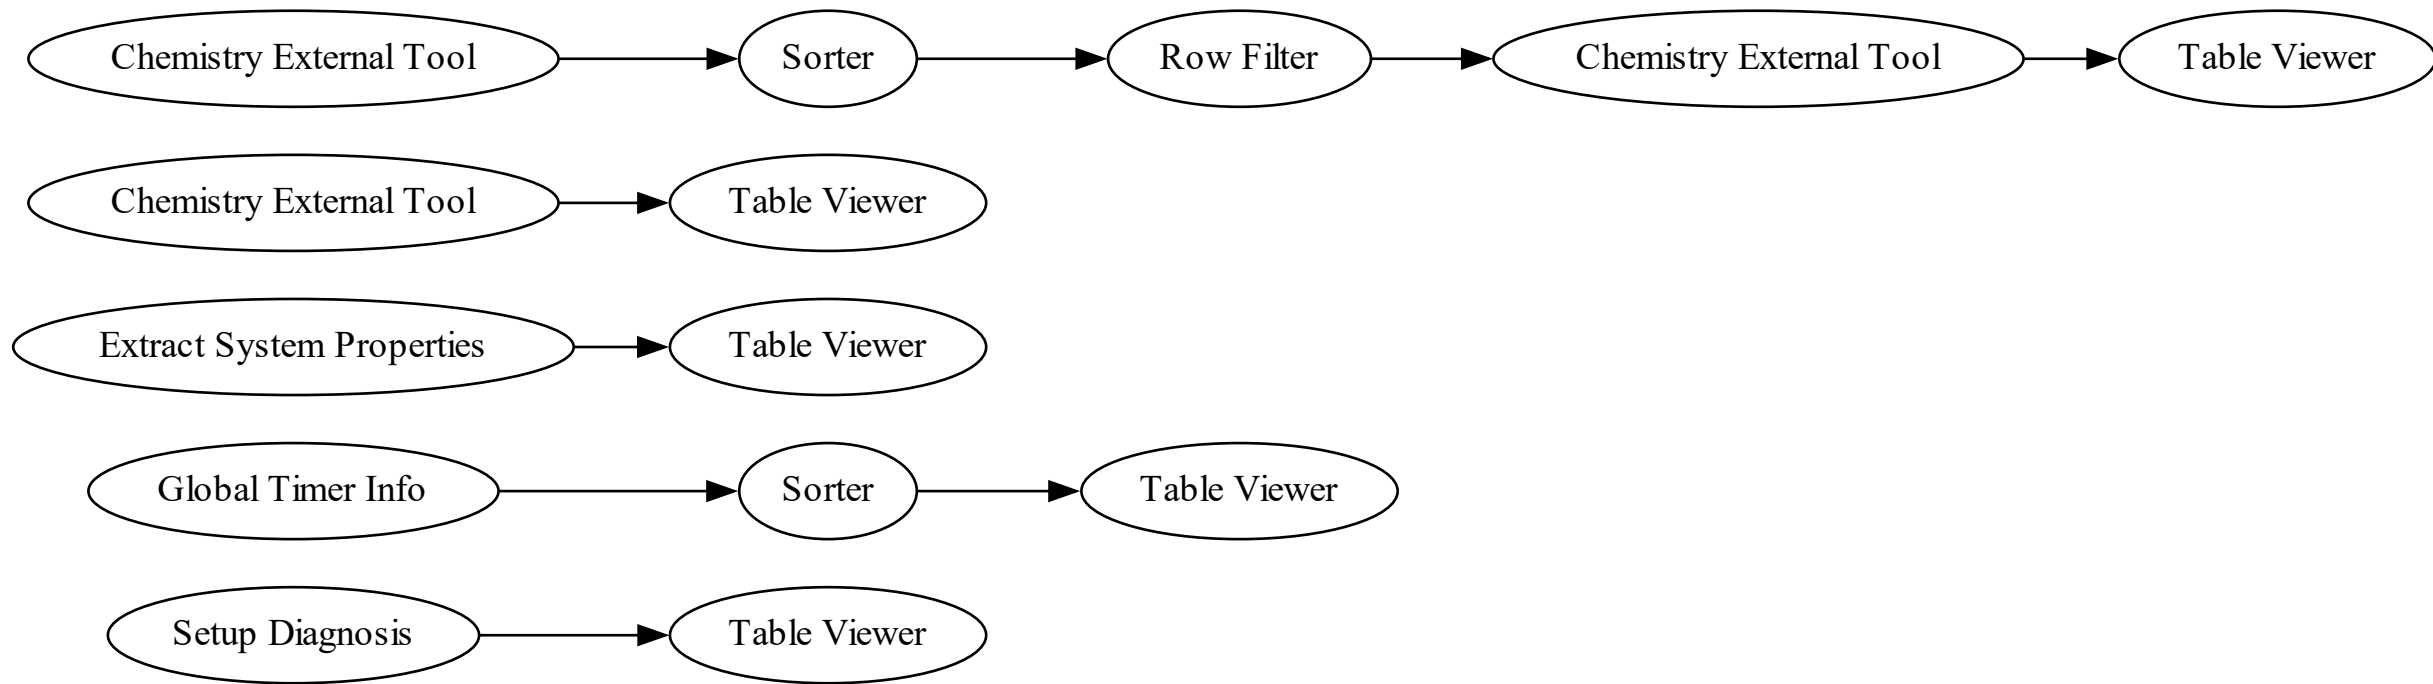 Chemistry External Tool
Sorter
Row Filter
Chemistry External Tool
Table Viewer
Chemistry External Tool
Table Viewer
Extract System Properties
Table Viewer
Global Timer Info
Sorter
Table Viewer
Setup Diagnosis
Table Viewer